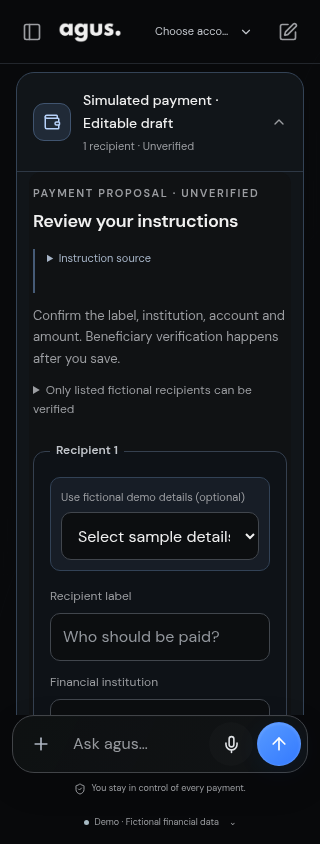 agus.
Choose acco...
Simulated payment ·
Editable draft
1 recipient · Unverified
PAYMENT PROPOSAL · UNVERIFIED
Review your instructions
Instruction source
Confirm the label, institution, account and
amount. Beneficiary verification happens
after you save.
Only listed fictional recipients can be
verified
Recipient 1
Use fictional demo details (optional)
Select sample details
Recipient label
Who should be paid?
Financial institution
Ask agus...
You stay in control of every payment.
Demo · Fictional financial data